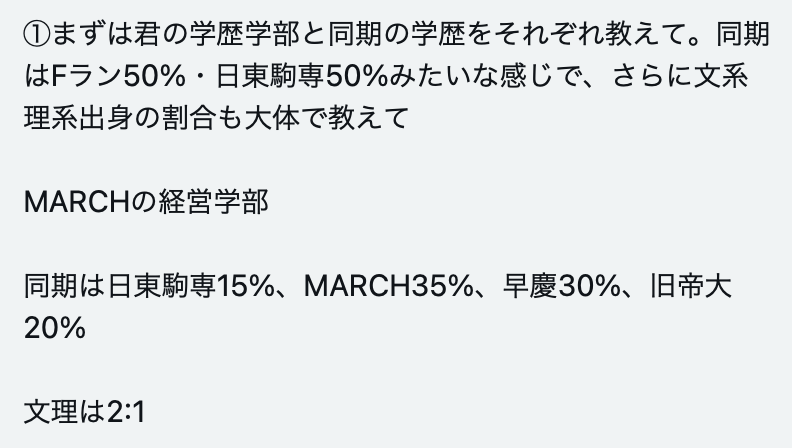 ①まずは君の学歴学部と同期の学歴をそれぞれ教えて。同期
はFラン50%・日東駒専50%みたいな感じで、さらに文系
理系出身の割合も大体で教えて
MARCHの経営学部
同期は日東駒専15%、MARCH35%、早慶30%、旧帝大
20%
文理は2:1